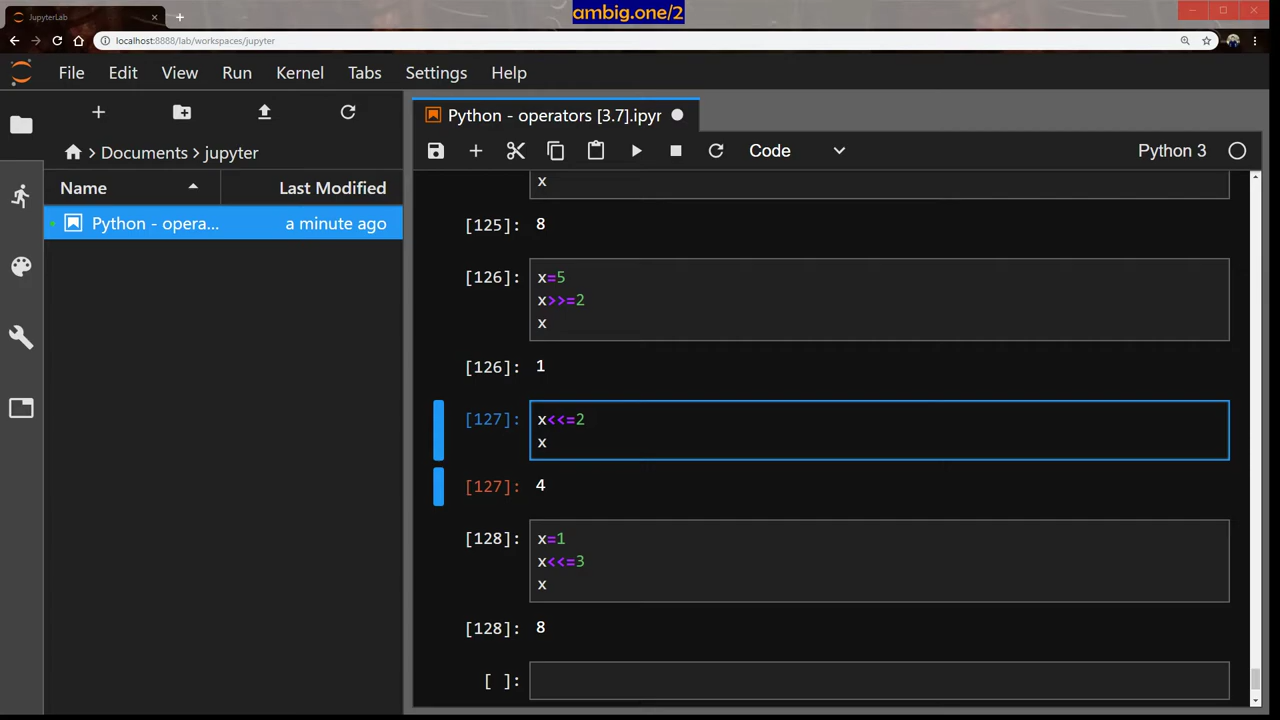 ambig.one/2
JupyterLab
localhost:8888/lab/workspaces/jupyter
File Edit View Run Kernel Tabs Settings Help
Python - operators [3.7].ipyr
Documents > jupyter
Code
Python 3
Name Last Modified
Python - opera... a minute ago
x
[125]: 8
[126]: x=5
x>>=2
x
[126]: 1
[127]: x<<=2
x
[127]: 4
[128]: x=1
x<<=3
x
[128]: 8
[ ]: